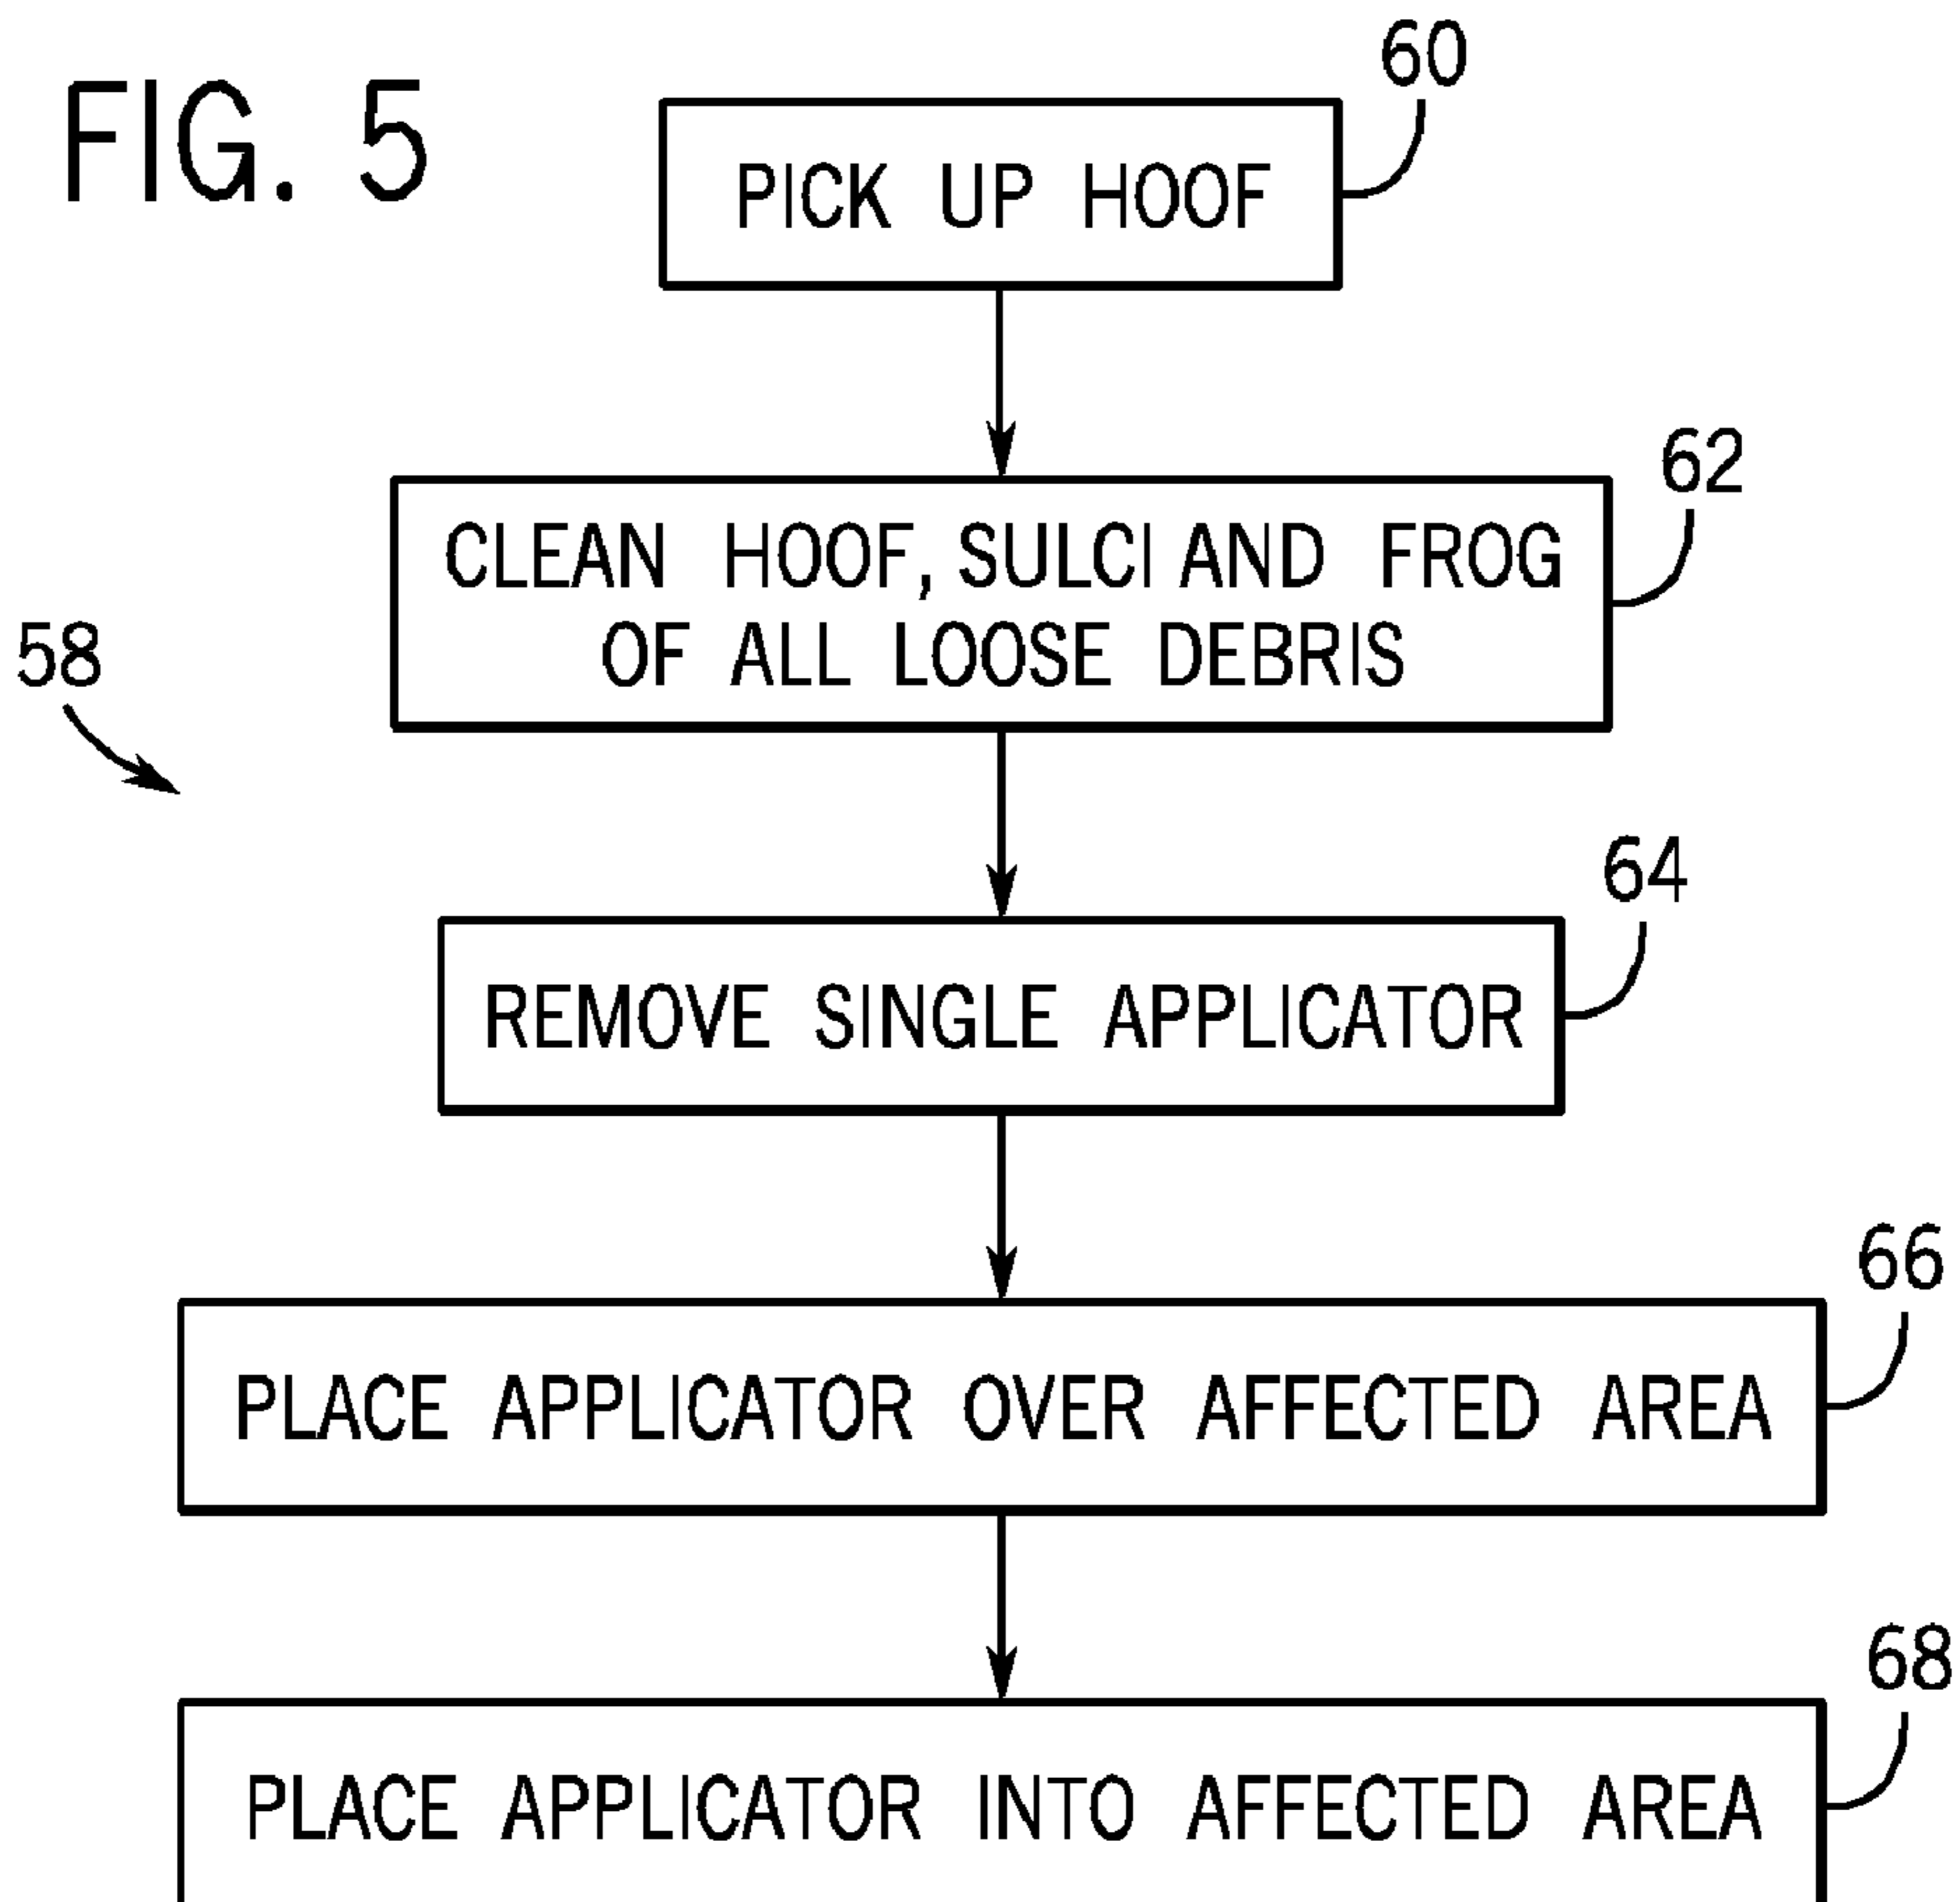 FIG. 5
60
PICK UP HOOF
62
CLEAN HOOF, SULCI AND FROG
OF ALL LOOSE DEBRIS
58
64
REMOVE SINGLE APPLICATOR
66
PLACE APPLICATOR OVER AFFECTED AREA
68
PLACE APPLICATOR INTO AFFECTED AREA